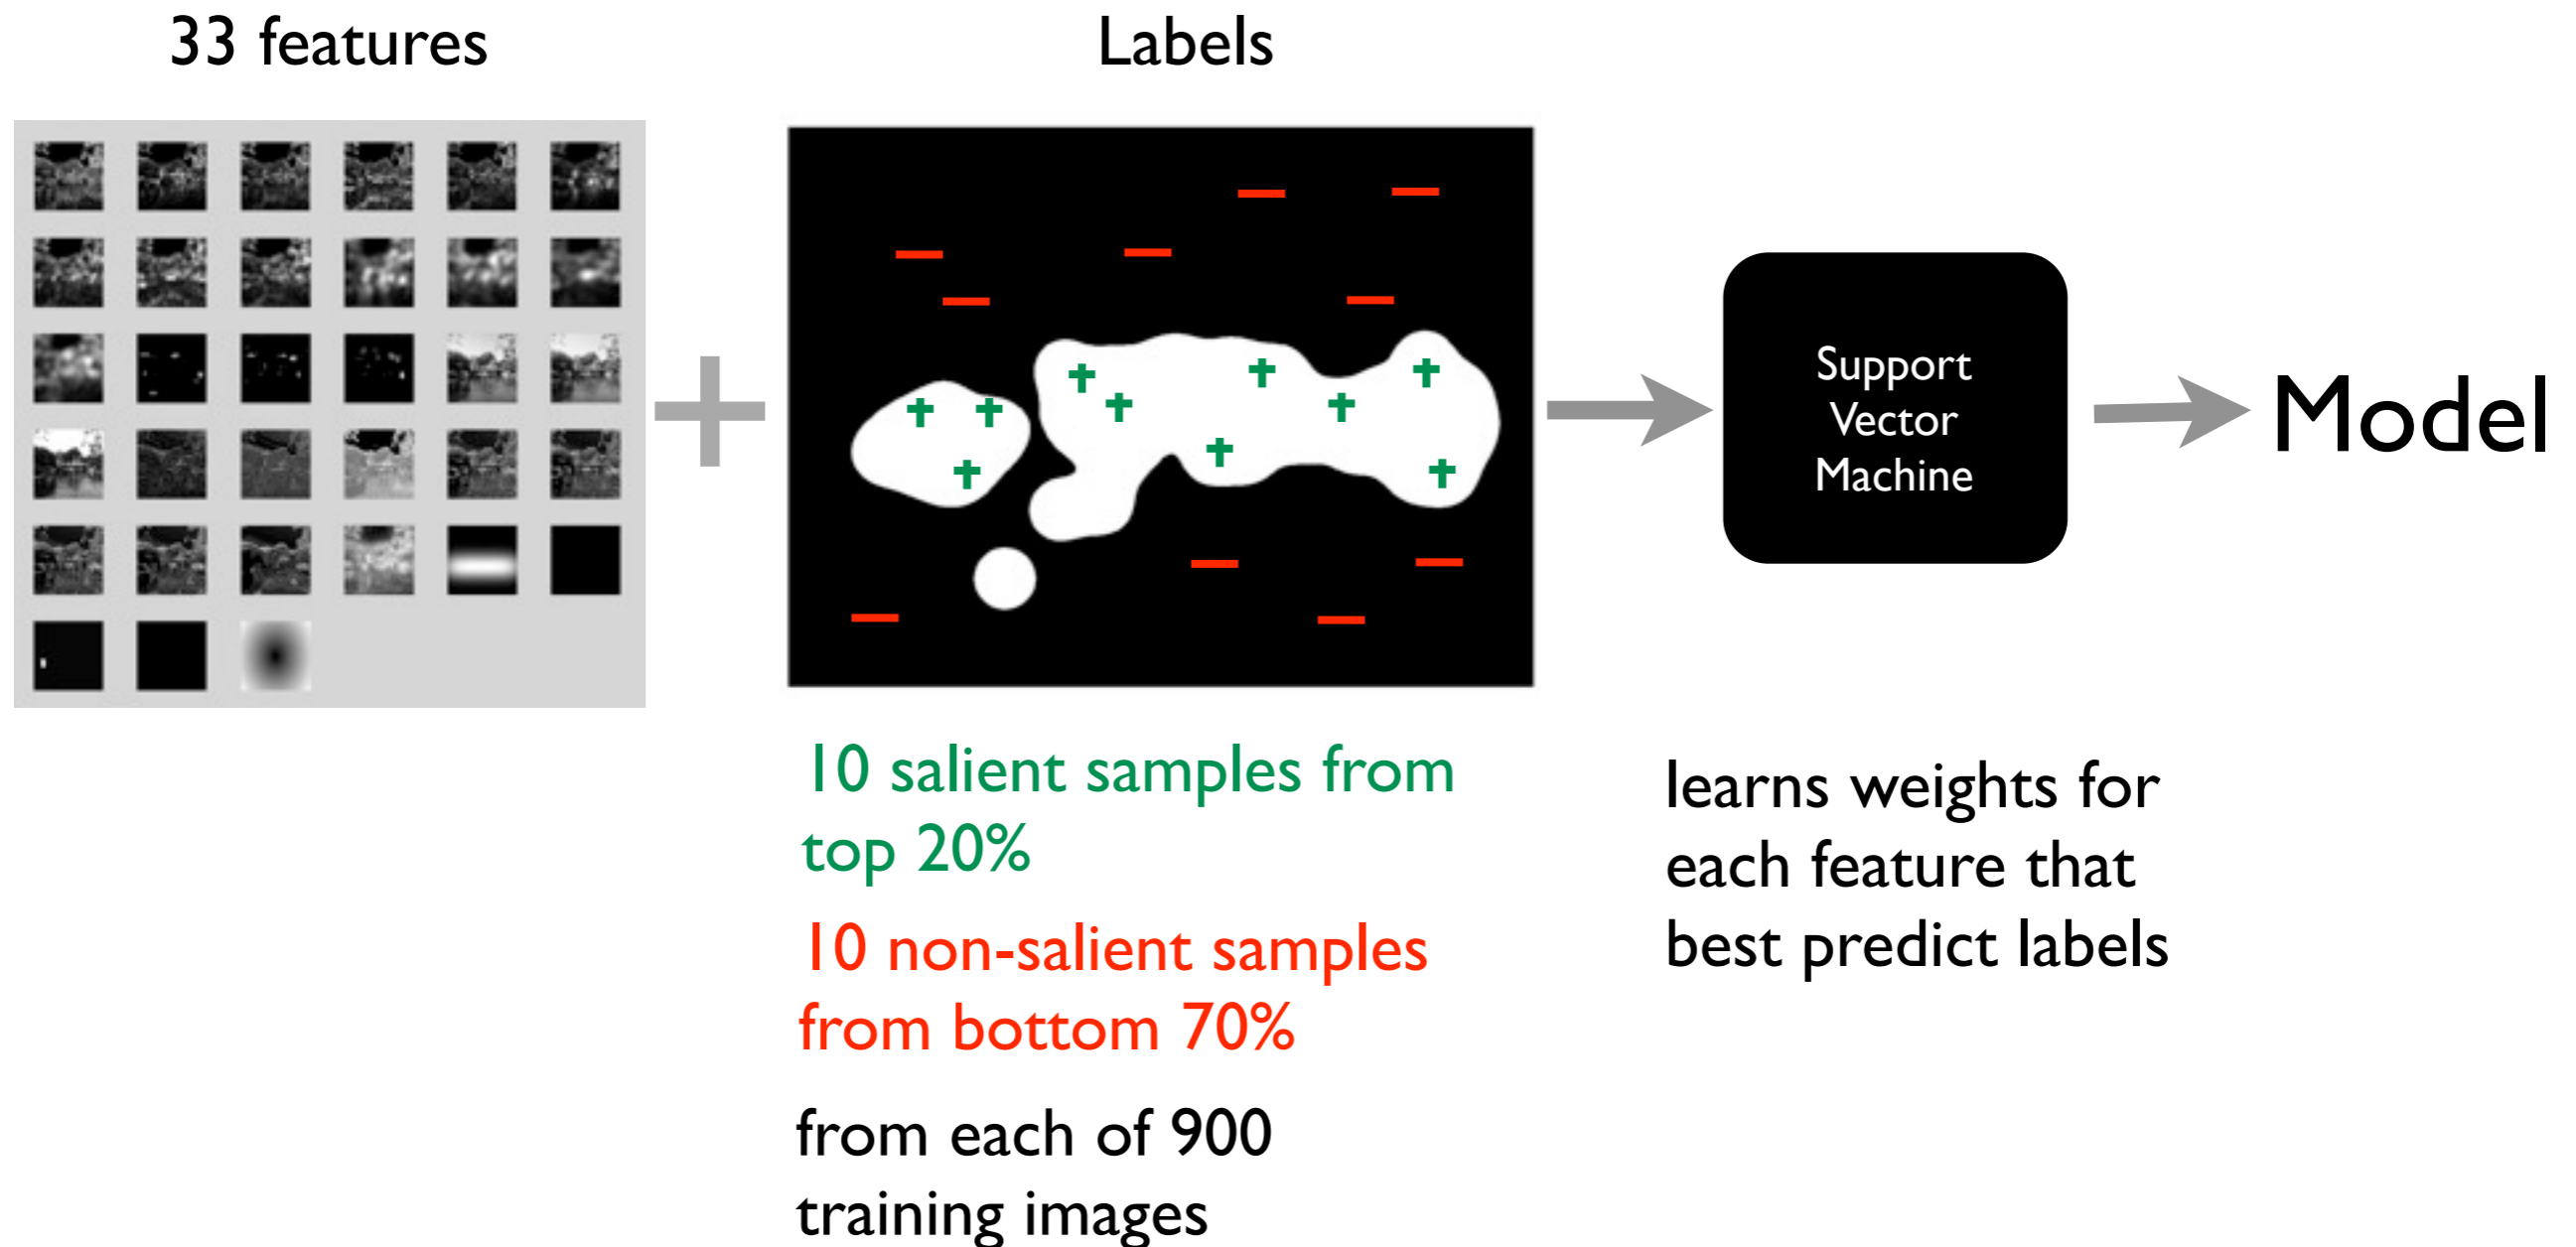 33 features
Labels
Support
Vector
Machine
Model
10 salient samples from
top 20%
10 non-salient samples
from bottom 70%
from each of 900
training images
learns weights for
each feature that
best predict labels